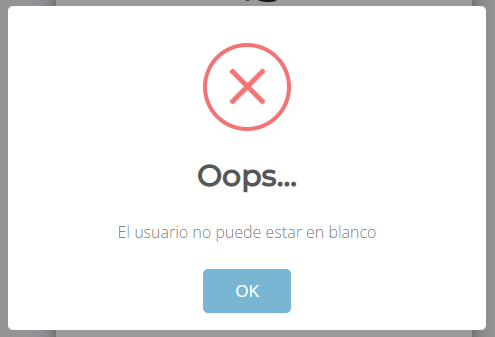 Oops...
El usuario no puede estar en blanco
OK